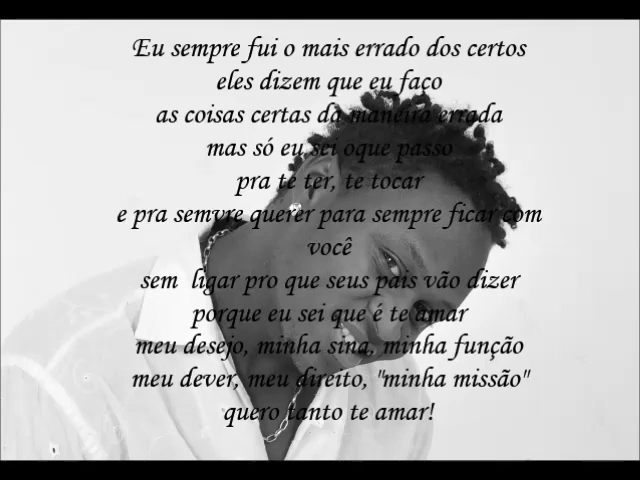 Eu sempre fui o mais errado dos certos
eles dizem que eu faço
as coisas certas da maneira errada
mas só eu sei oque passo
pra te ter, te tocar
e pra semvre querer para sempre ficar com
você
sem ligar pro que seus pais vão dizer
porque eu sei que é te amar
meu desejo, minha sina, minha função
meu dever, meu direito, "minha missão"
quero tanto te amar!